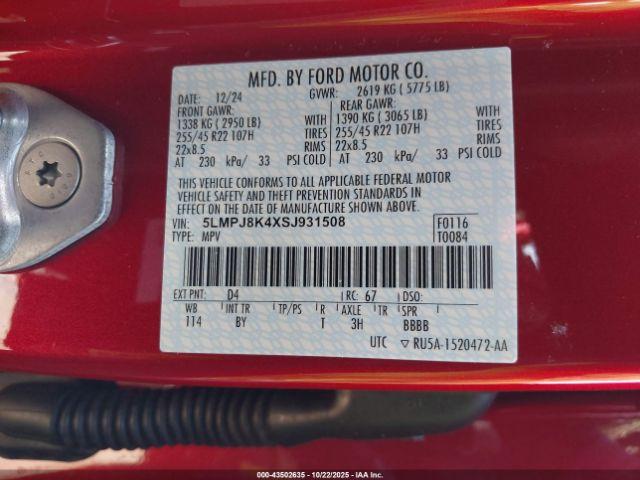 MFD. BY FORD MOTOR CO.
DATE: 12/24 GVWR: 2619 KG ( 5775 LB)
FRONT GAWR: REAR GAWR:
1338 KG ( 2950 LB) WITH 1390 KG ( 3065 LB) WITH
255/45 R22 107H TIRES 255/45 R22 107H TIRES
22x8.5 RIMS 22x8.5 RIMS
AT 230 kPa/ 33 PSI COLD AT 230 kPa/ 33 PSI COLD
THIS VEHICLE CONFORMS TO ALL APPLICABLE FEDERAL MOTOR
VEHICLE SAFETY AND THEFT PREVENTION STANDARDS IN
EFFECT ON THE DATE OF MANUFACTURE SHOWN ABOVE.
VIN: 5LMPJ8K4XSJ931508 F0116
TYPE: MPV T0084
EXT PNT: D4 RC: 67 DSO:
WB INT TR TP/PS R AXLE TR SPR
114 BY T 3H BBBB
UTC ▽ RU5A-1520472-AA
000-43502635 - 10/22/2025 - IAA Inc.